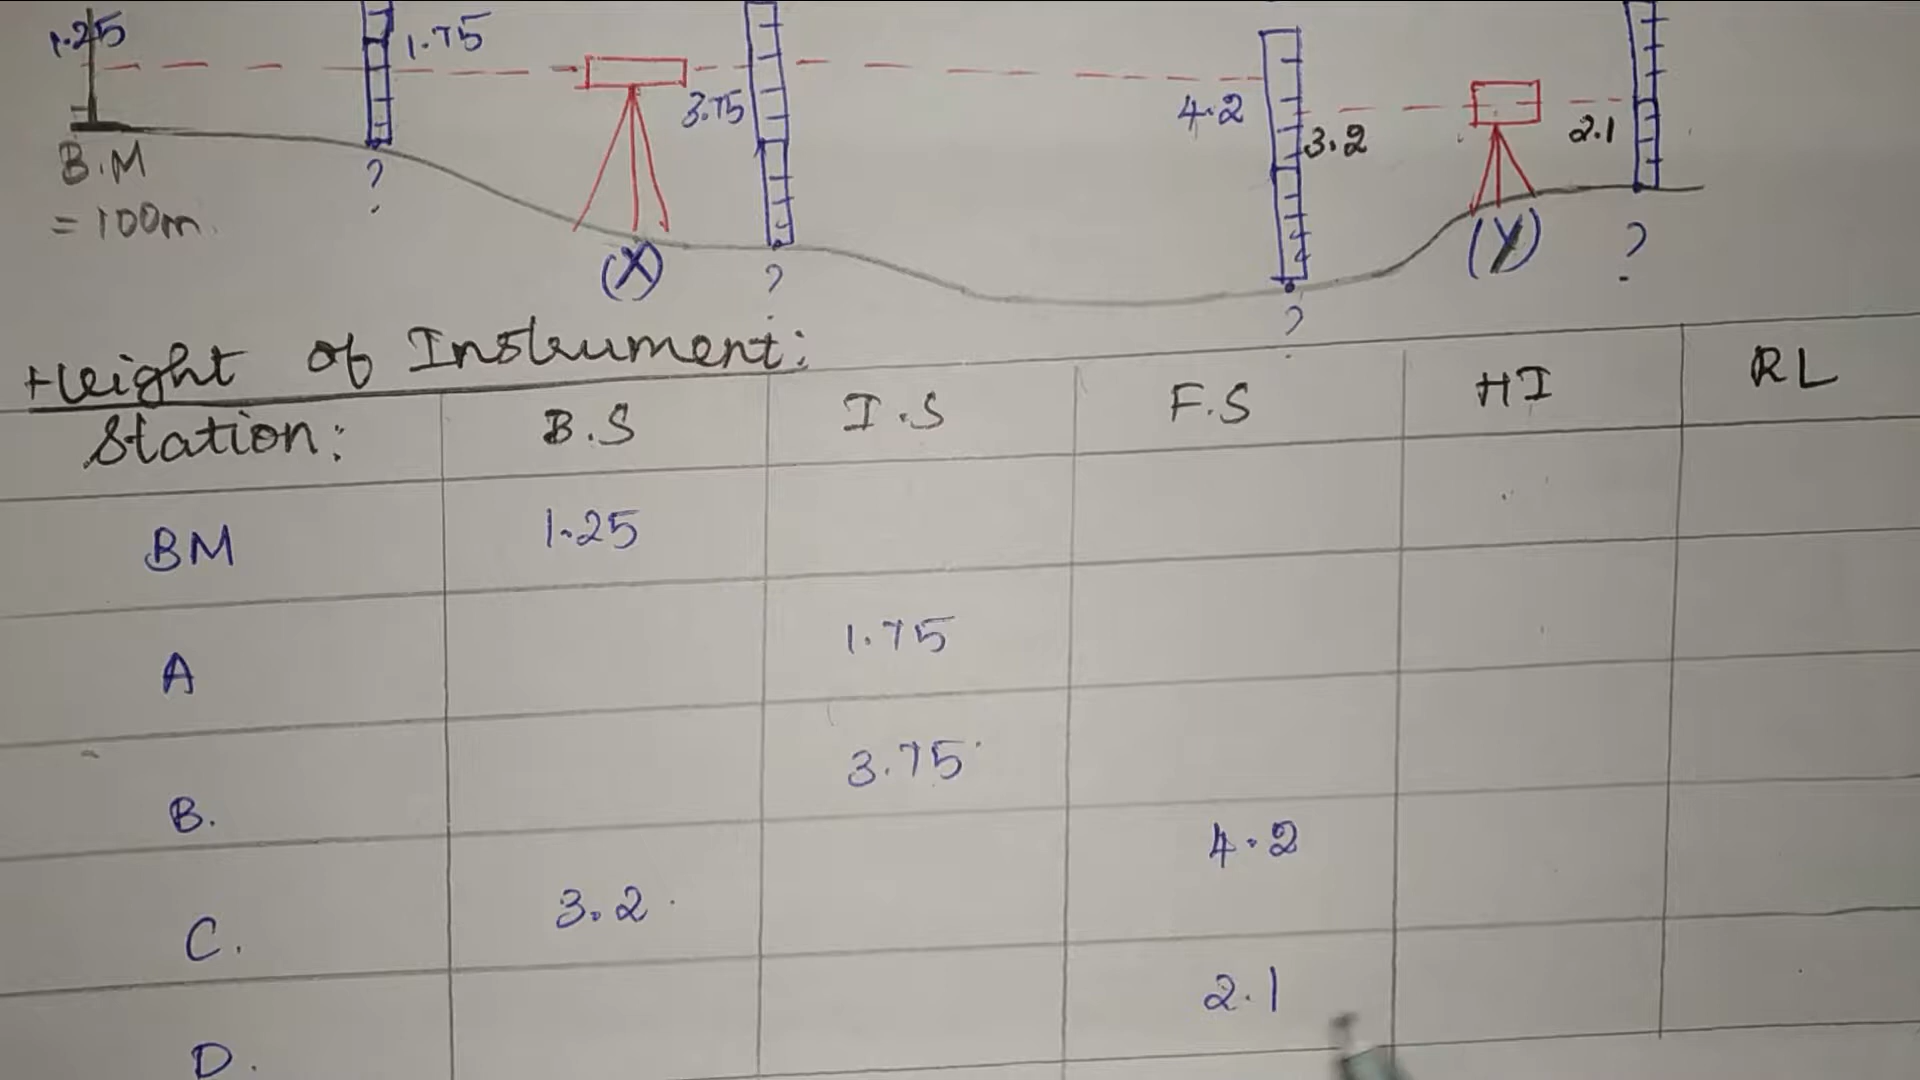 1.25
1.75
3.75
4.2
3.2
2.1
B.M
= 100m.
?
(X)
?
?
(Y)
?
Height of Instrument:
Station: B.S I.S F.S HI RL
BM 1.25
A 1.75
B. 3.75
C. 3.2 4.2
D. 2.1